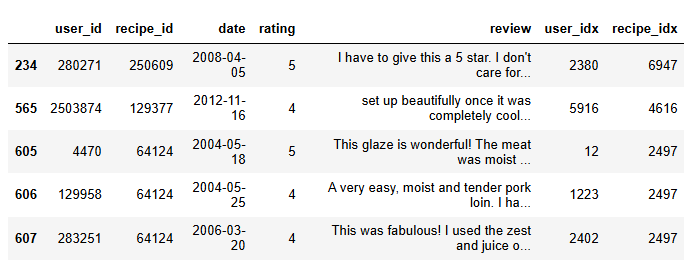 user_id recipe_id date rating review user_idx recipe_idx
234 280271 250609 2008-04-05 5 I have to give this a 5 star. I don't care for... 2380 6947
565 2503874 129377 2012-11-16 4 set up beautifully once it was completely cool... 5916 4616
605 4470 64124 2004-05-18 5 This glaze is wonderful! The meat was moist ... 12 2497
606 129958 64124 2004-05-25 4 A very easy, moist and tender pork loin. I ha... 1223 2497
607 283251 64124 2006-03-20 4 This was fabulous! I used the zest and juice o... 2402 2497